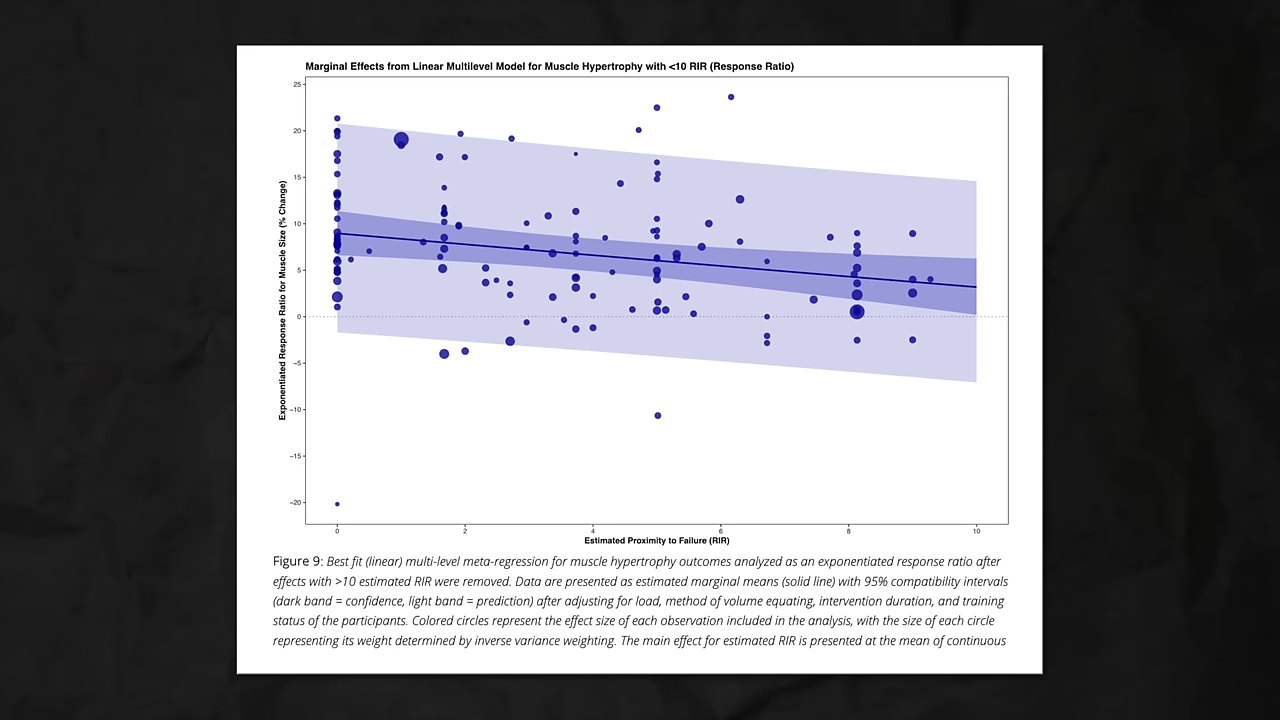 Marginal Effects from Linear Multilevel Model for Muscle Hypertrophy with <10 RIR (Response Ratio)
Exponentiated Response Ratio for Muscle Size (% Change)
25
20
15
10
5
0
−5
−10
−15
−20
0 2 4 6 8 10
Estimated Proximity to Failure (RIR)
Figure 9: Best fit (linear) multi-level meta-regression for muscle hypertrophy outcomes analyzed as an exponentiated response ratio after
effects with >10 estimated RIR were removed. Data are presented as estimated marginal means (solid line) with 95% compatibility intervals
(dark band = confidence, light band = prediction) after adjusting for load, method of volume equating, intervention duration, and training
status of the participants. Colored circles represent the effect size of each observation included in the analysis, with the size of each circle
representing its weight determined by inverse variance weighting. The main effect for estimated RIR is presented at the mean of continuous